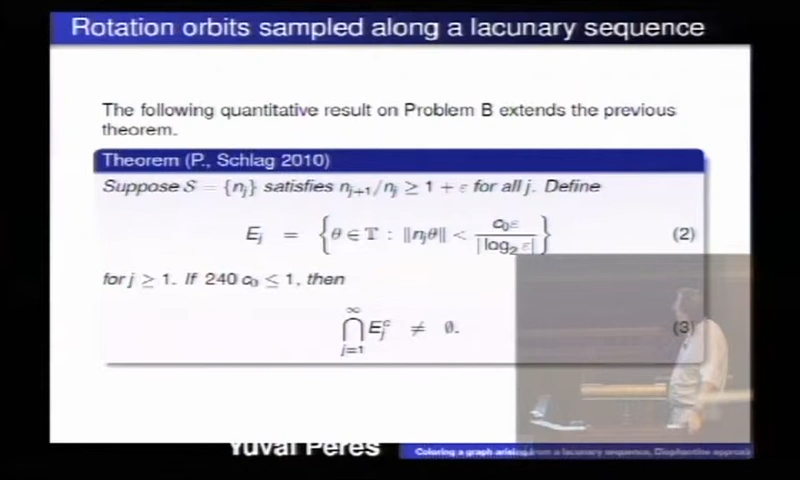 Rotation orbits sampled along a lacunary sequence
The following quantitative result on Problem B extends the previous
theorem.
Theorem (P., Schlag 2010)
Suppose S = {n_j} satisfies n_{j+1}/n_j ≥ 1 + ε for all j. Define
E_j = { θ ∈ 𝕋 : ‖n_jθ‖ < c_0ε / |log_2 ε| } (2)
for j ≥ 1. If 240 c_0 ≤ 1, then
⋂_{j=1}^{∞} E_j^c ≠ ∅. (3)
Yuval Peres
Coloring a graph arising from a lacunary sequence, Diophantine approxi